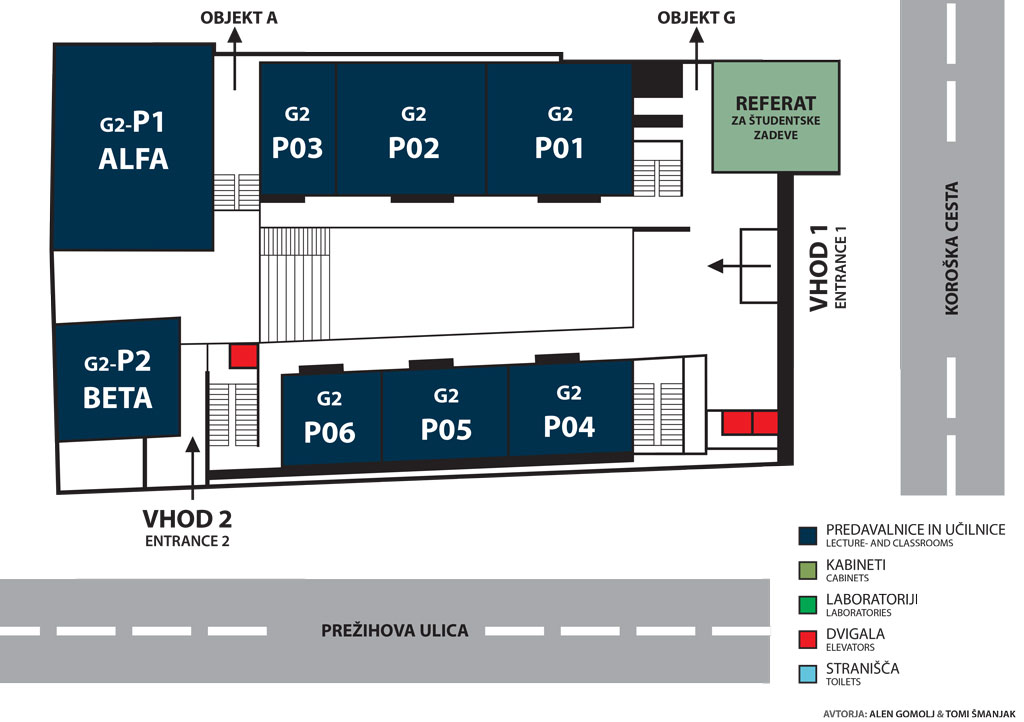 OBJEKT A
OBJEKT G
G2-P1
ALFA
G2
P03
G2
P02
G2
P01
REFERAT
ZA ŠTUDENTSKE
ZADEVE
VHOD 1
ENTRANCE 1
KOROŠKA CESTA
G2-P2
BETA
G2
P06
G2
P05
G2
P04
VHOD 2
ENTRANCE 2
PREŽIHOVA ULICA
PREDAVALNICE IN UČILNICE
LECTURE- AND CLASSROOMS
KABINETI
CABINETS
LABORATORIJI
LABORATORIES
DVIGALA
ELEVATORS
STRANIŠČA
TOILETS
AVTORJA: ALEN GOMOLJ & TOMI ŠMANJAK